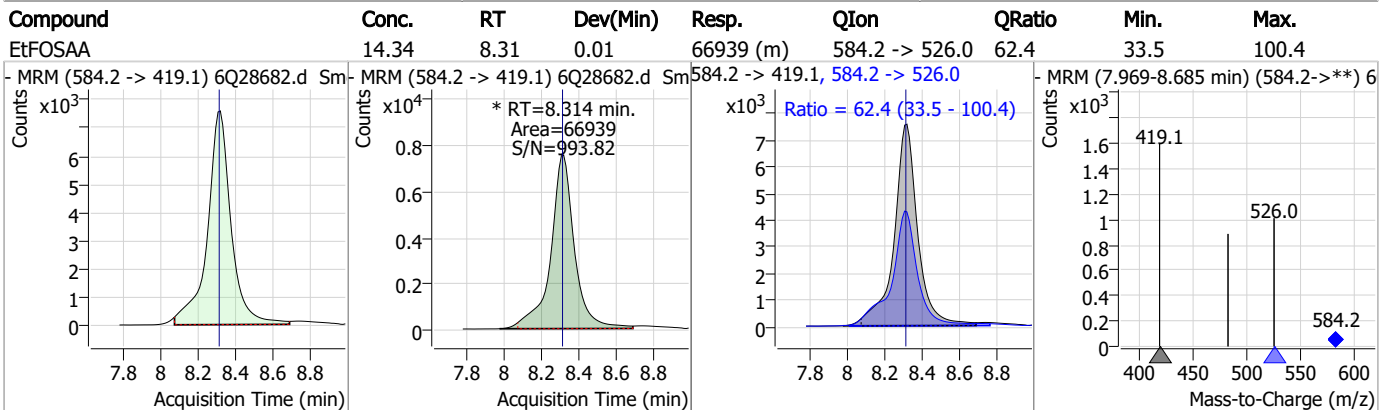 Compound Conc. RT Dev(Min) Resp. QIon QRatio Min. Max.
EtFOSAA 14.34 8.31 0.01 66939 (m) 584.2 -> 526.0 62.4 33.5 100.4
- MRM (584.2 -> 419.1) 6Q28682.d Sm
Counts
x10³
6
5
4
3
2
1
0
7.8 8 8.2 8.4 8.6 8.8
Acquisition Time (min)
- MRM (584.2 -> 419.1) 6Q28682.d Sm
Counts
x10⁴
* RT=8.314 min.
Area=66939
S/N=993.82
0.8
0.6
0.4
0.2
0
7.8 8 8.2 8.4 8.6 8.8
Acquisition Time (min)
584.2 -> 419.1, 584.2 -> 526.0
Counts
x10³
Ratio = 62.4 (33.5 - 100.4)
7
6
5
4
3
2
1
0
7.8 8 8.2 8.4 8.6 8.8
Acquisition Time (min)
- MRM (7.969-8.685 min) (584.2->**) 6
Counts
x10³
1.6
1.4
1.2
1
0.8
0.6
0.4
0.2
0
419.1
526.0
584.2
400 450 500 550 600
Mass-to-Charge (m/z)